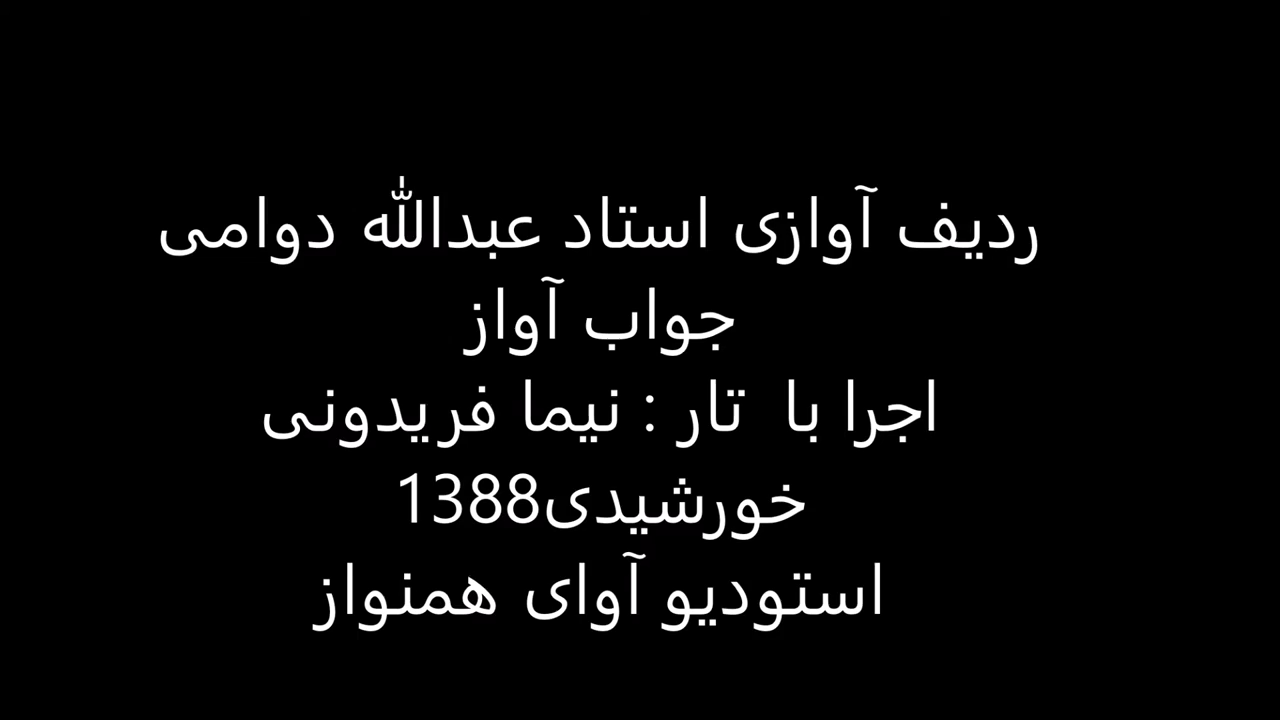 ردیف آوازی استاد عبدالله دوامی
جواب آواز
اجرا با  تار : نیما فریدونی
خورشیدی1388
استودیو آوای همنواز